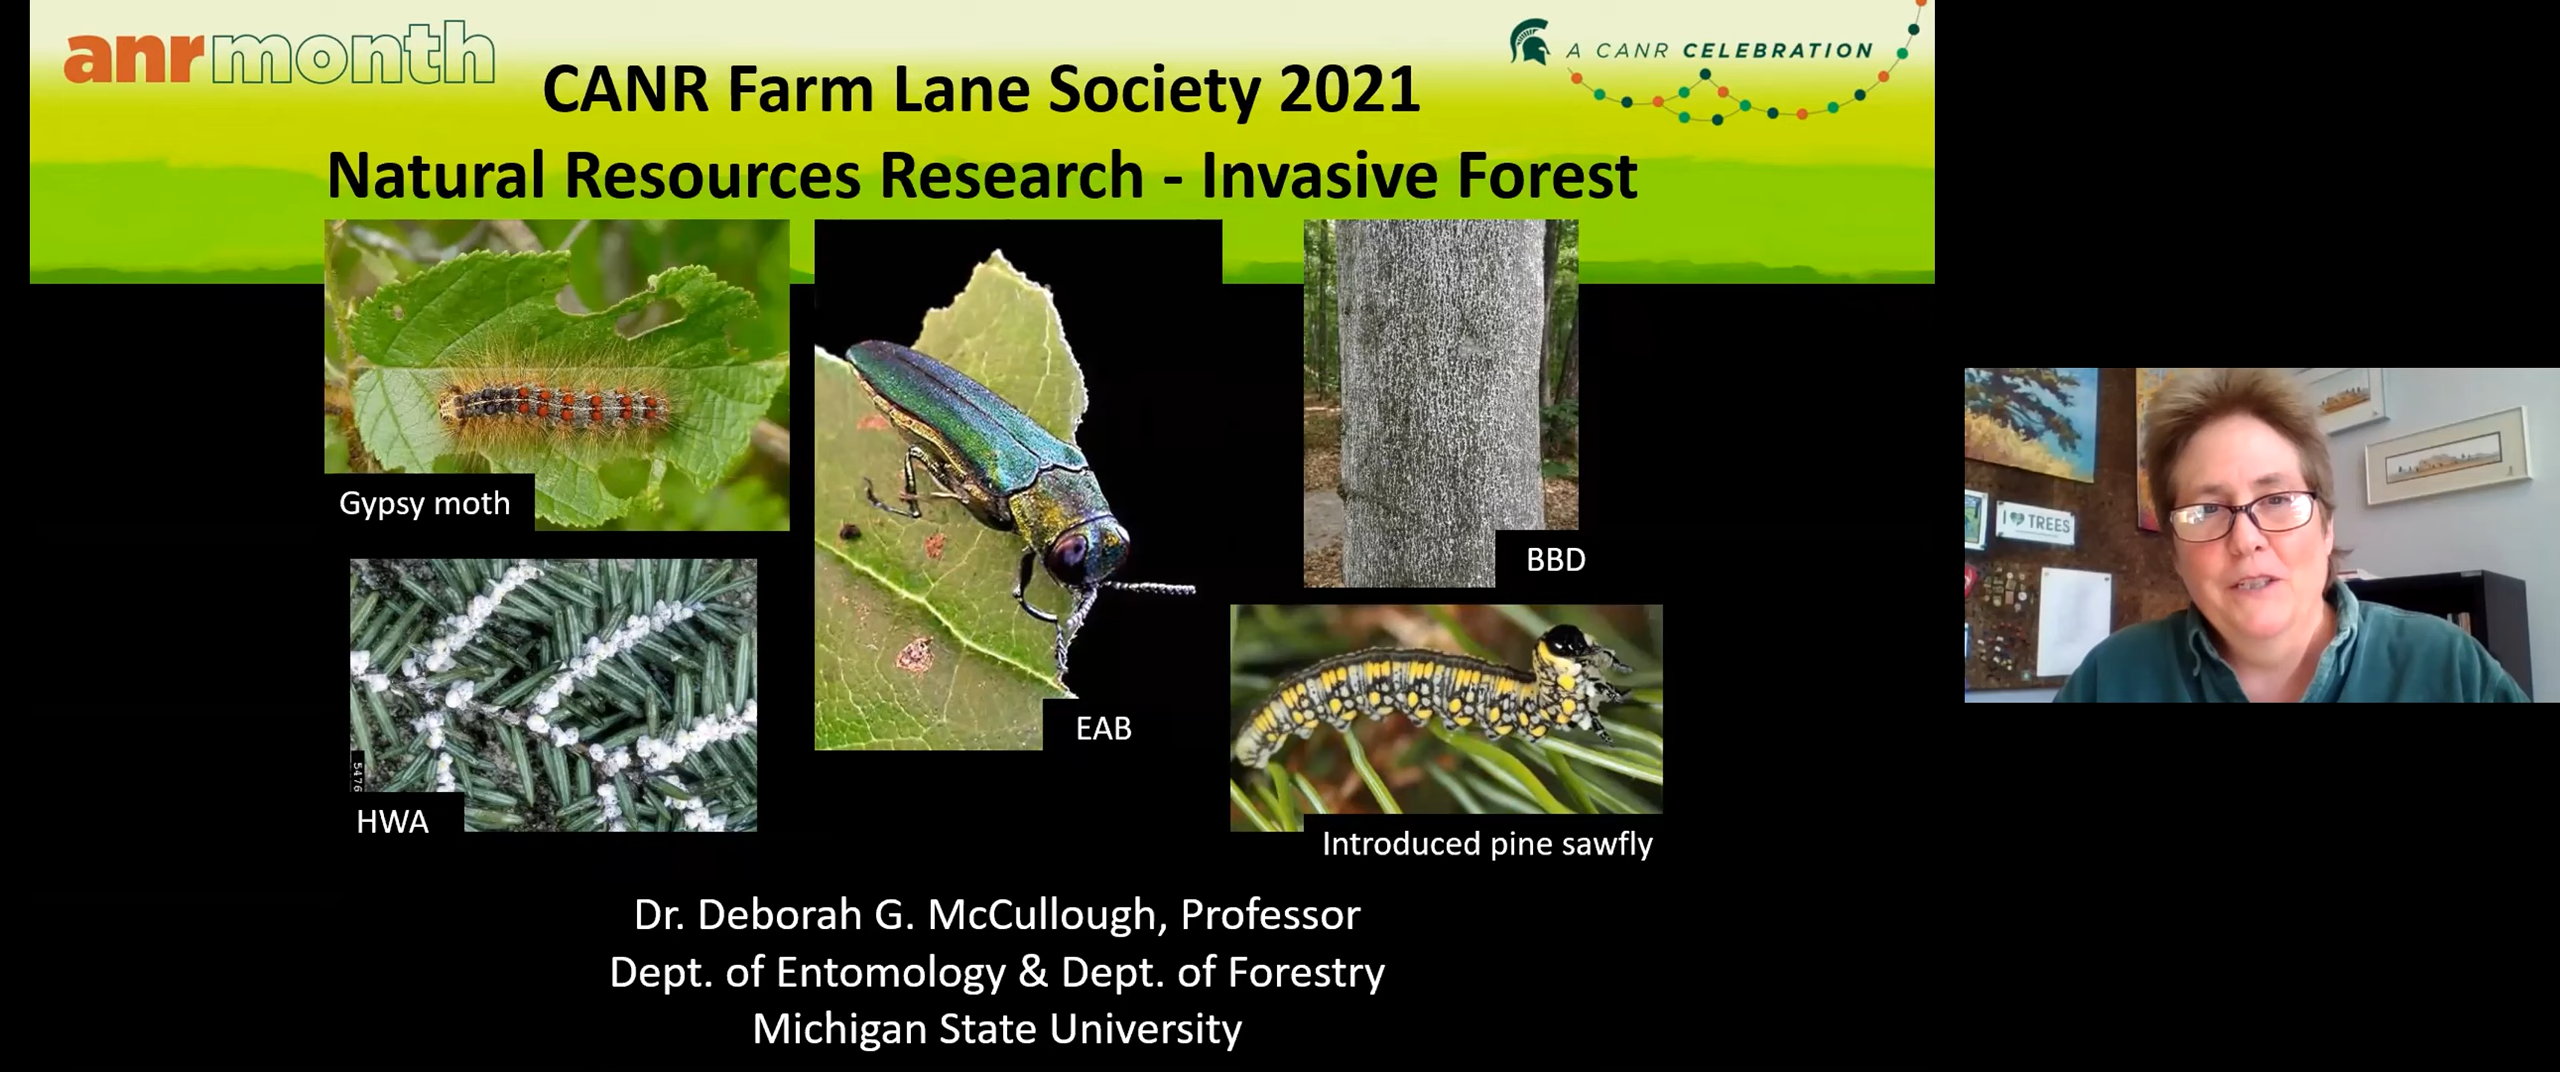 anrmonth
A CANR CELEBRATION
CANR Farm Lane Society 2021
Natural Resources Research - Invasive Forest
Gypsy moth
EAB
BBD
I TREES
HWA
5476
Introduced pine sawfly
Dr. Deborah G. McCullough, Professor
Dept. of Entomology & Dept. of Forestry
Michigan State University